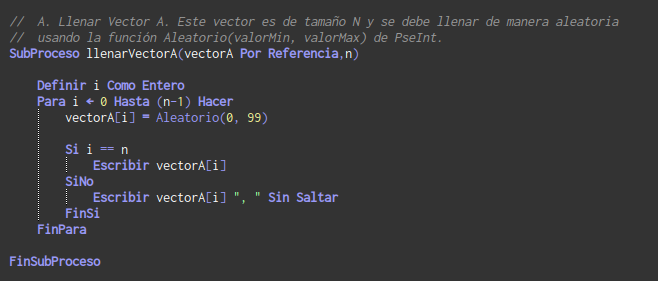 //  A. Llenar Vector A. Este vector es de tamaño N y se debe llenar de manera aleatoria
//  usando la función Aleatorio(valorMin, valorMax) de PseInt.
SubProceso llenarVectorA(vectorA Por Referencia,n)
Definir i Como Entero
Para i ← 0 Hasta (n-1) Hacer
vectorA[i] = Aleatorio(0, 99)
Si i == n
Escribir vectorA[i]
SiNo
Escribir vectorA[i] ", " Sin Saltar
FinSi
FinPara
FinSubProceso